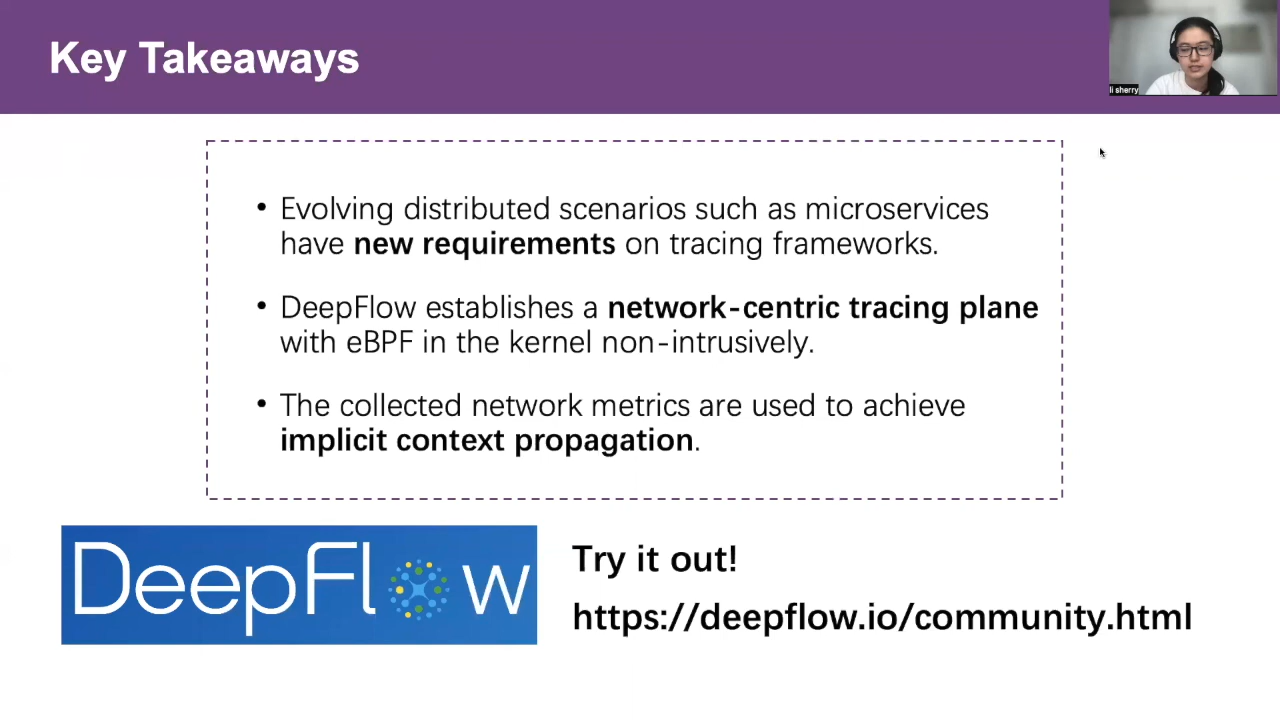 Key Takeaways
li sherry
• Evolving distributed scenarios such as microservices
have new requirements on tracing frameworks.
• DeepFlow establishes a network-centric tracing plane
with eBPF in the kernel non-intrusively.
• The collected network metrics are used to achieve
implicit context propagation.
DeepFlow
Try it out!
https://deepflow.io/community.html